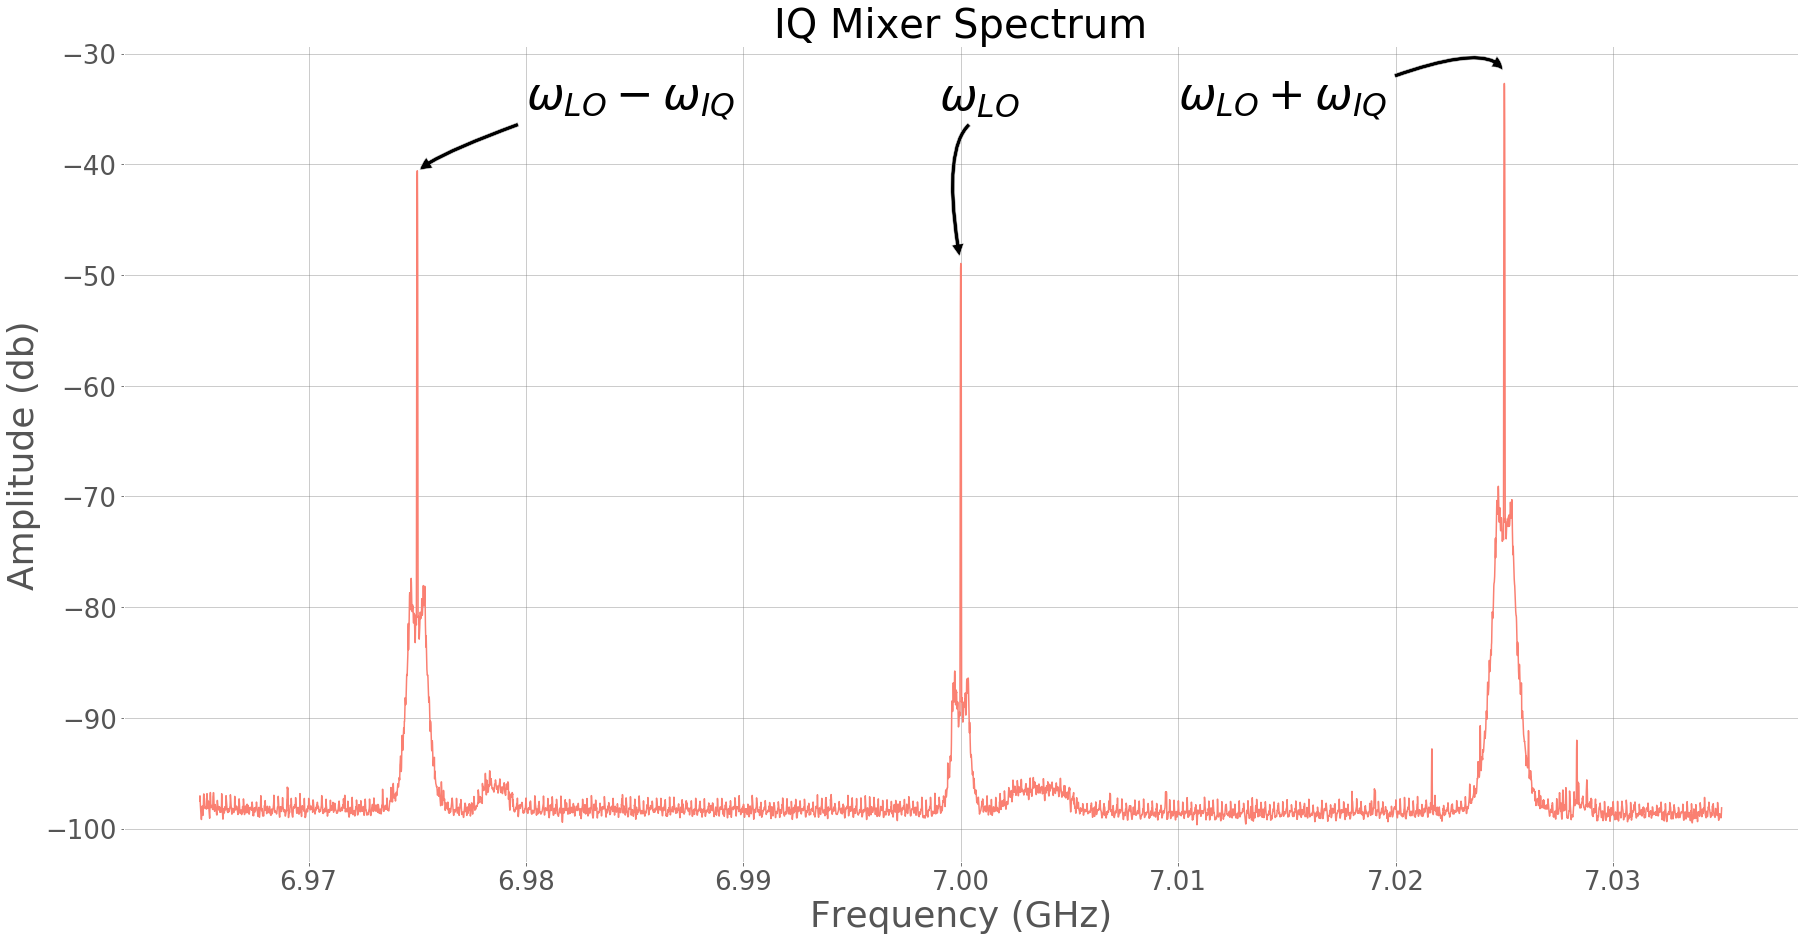 IQ Mixer Spectrum
−30
−40
−50
−60
−70
−80
−90
−100
Amplitude (db)
ω_LO − ω_IQ
ω_LO
ω_LO + ω_IQ
6.97 6.98 6.99 7.00 7.01 7.02 7.03
Frequency (GHz)